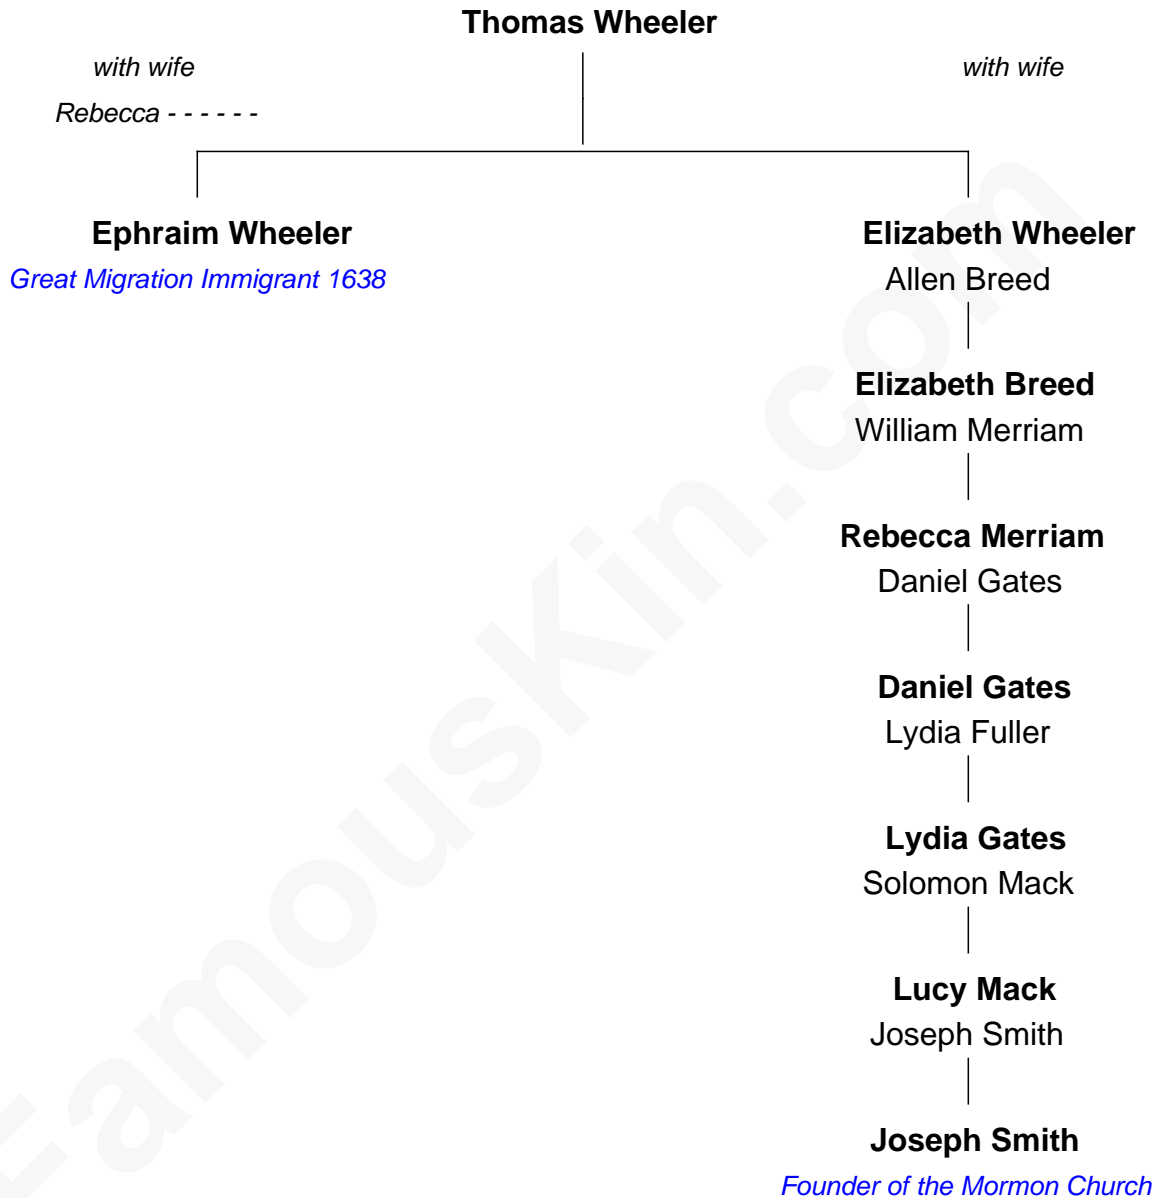 Thomas Wheeler
with wife
with wife
Rebecca - - - - - -
Ephraim Wheeler
Great Migration Immigrant 1638
Elizabeth Wheeler
Allen Breed
Elizabeth Breed
William Merriam
Rebecca Merriam
Daniel Gates
Daniel Gates
Lydia Fuller
Lydia Gates
Solomon Mack
Lucy Mack
Joseph Smith
Joseph Smith
Founder of the Mormon Church
FamousKin.com